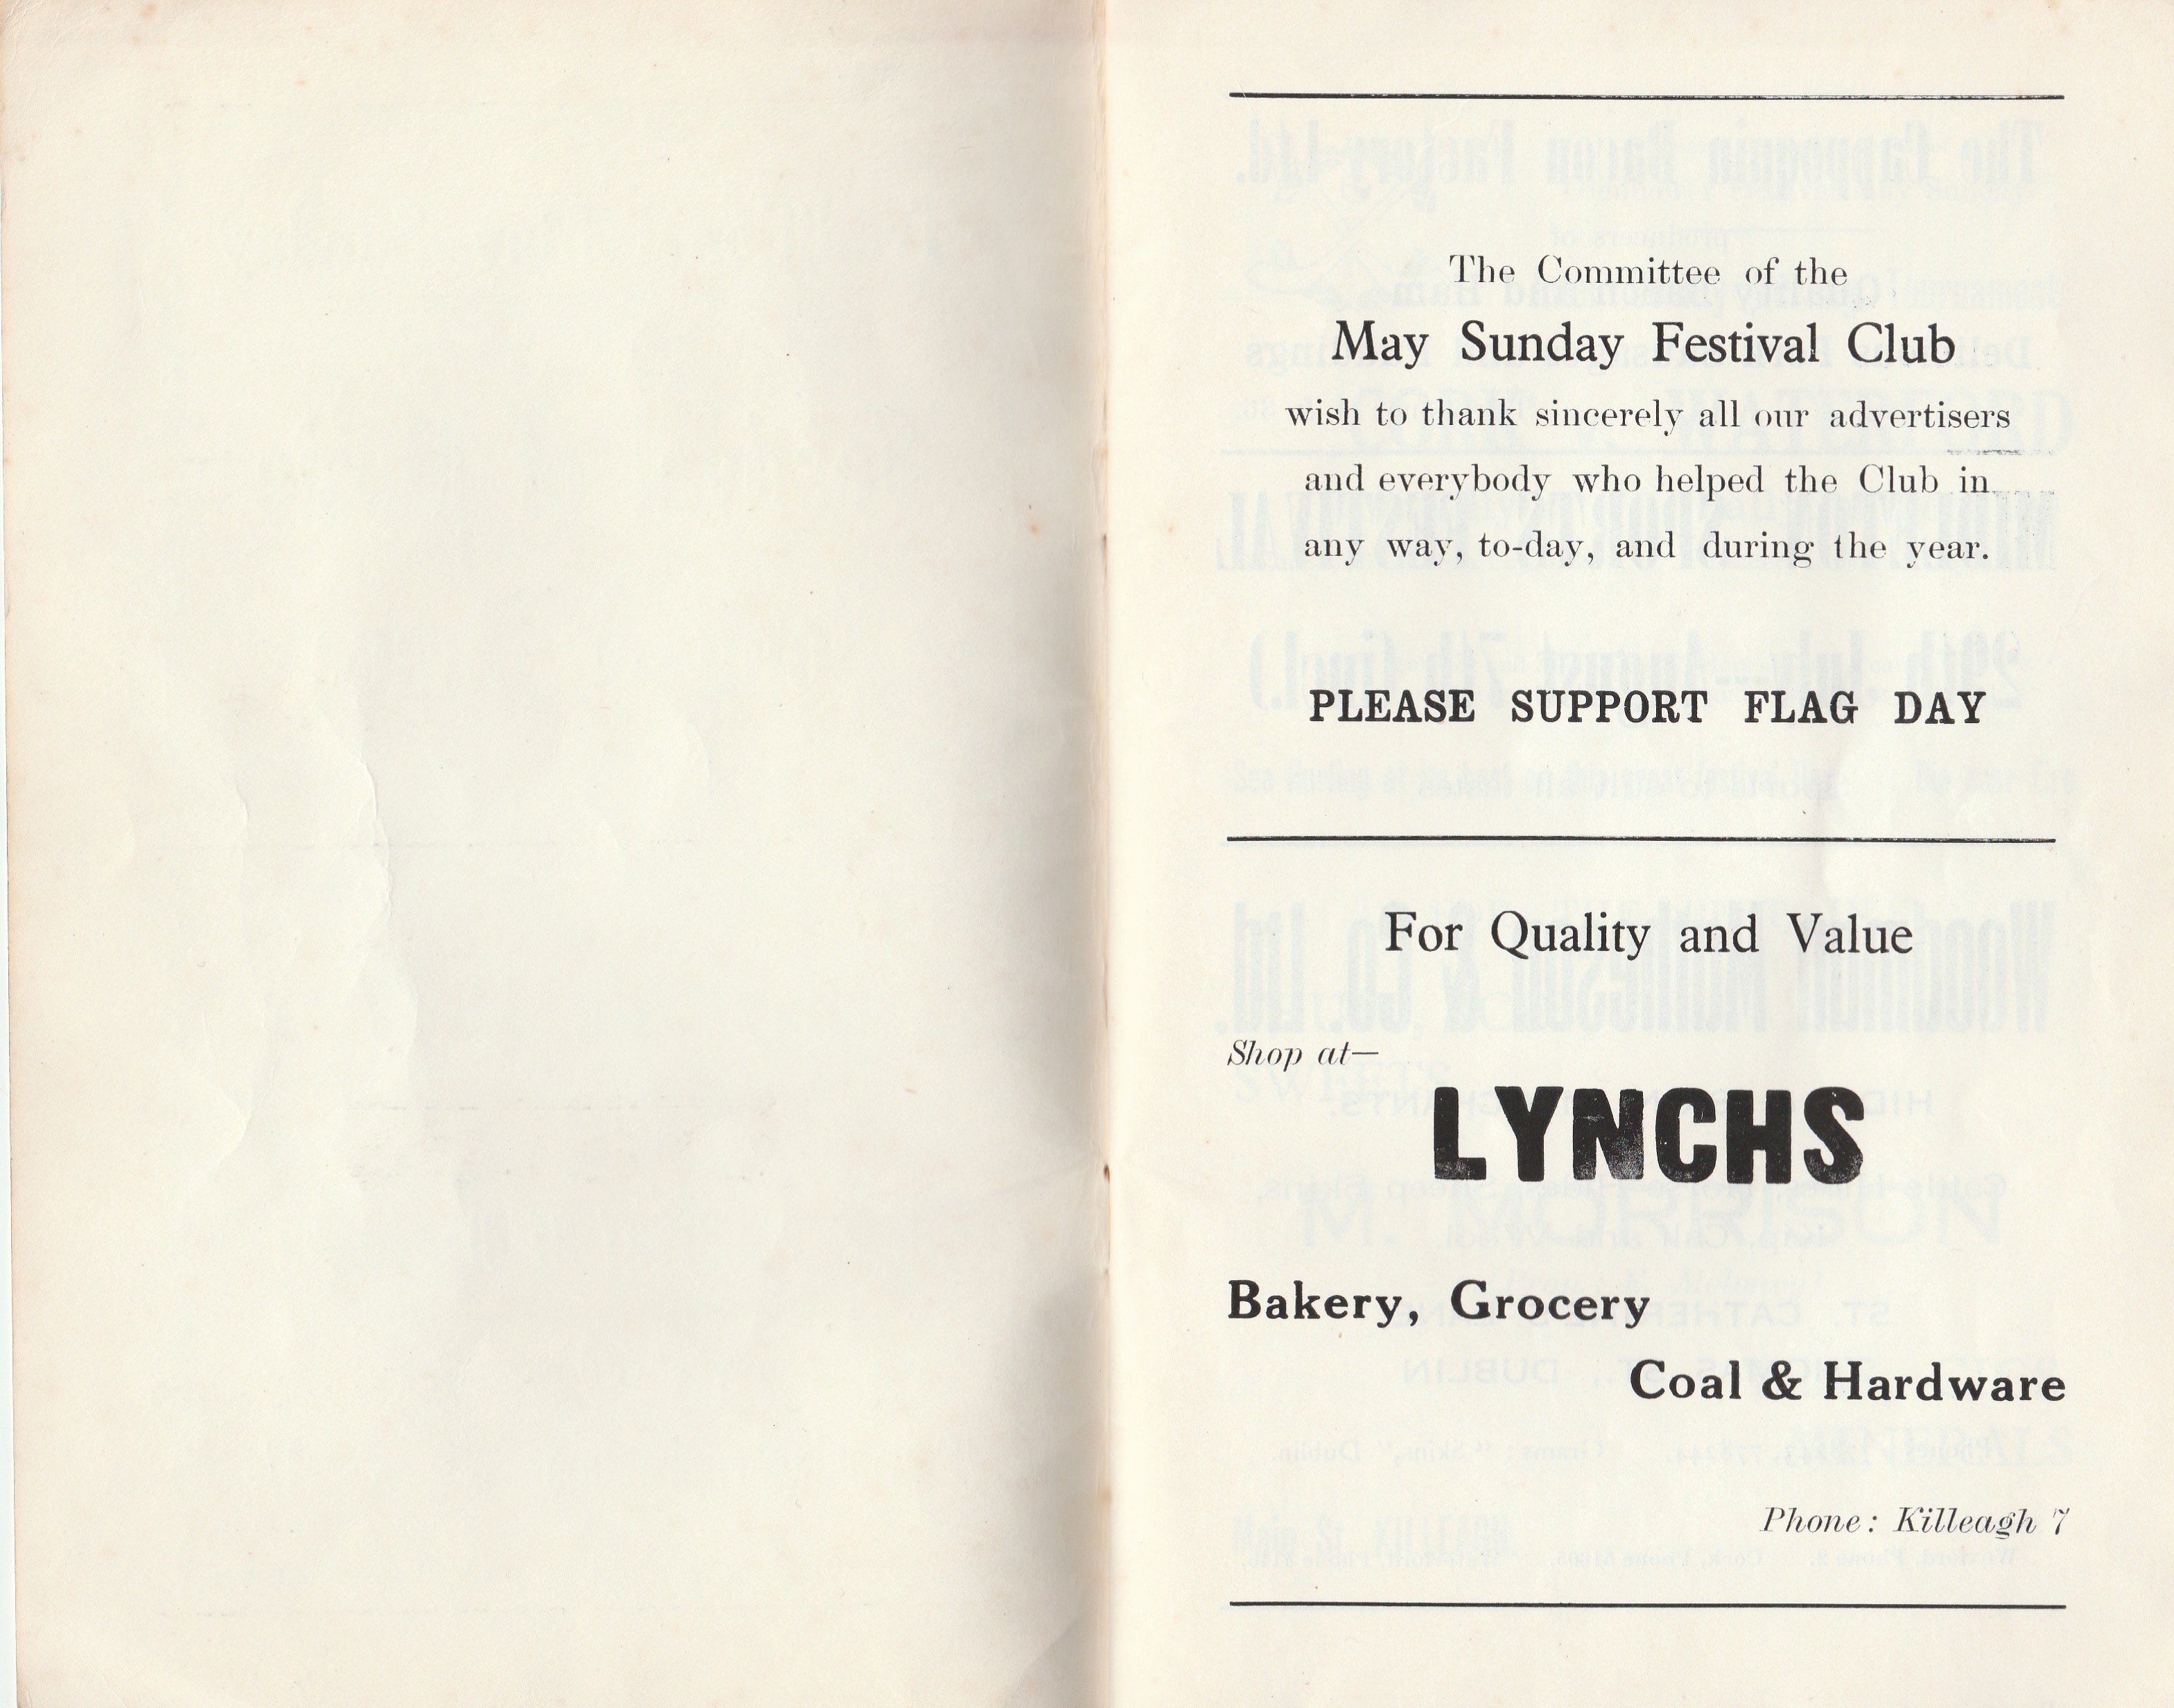 The Committee of the
May Sunday Festival Club
wish to thank sincerely all our advertisers
and everybody who helped the Club in
any way, to-day, and during the year.
PLEASE SUPPORT FLAG DAY
For Quality and Value
Shop at—
LYNCHS
Bakery, Grocery
Coal & Hardware
Phone: Killeagh 7